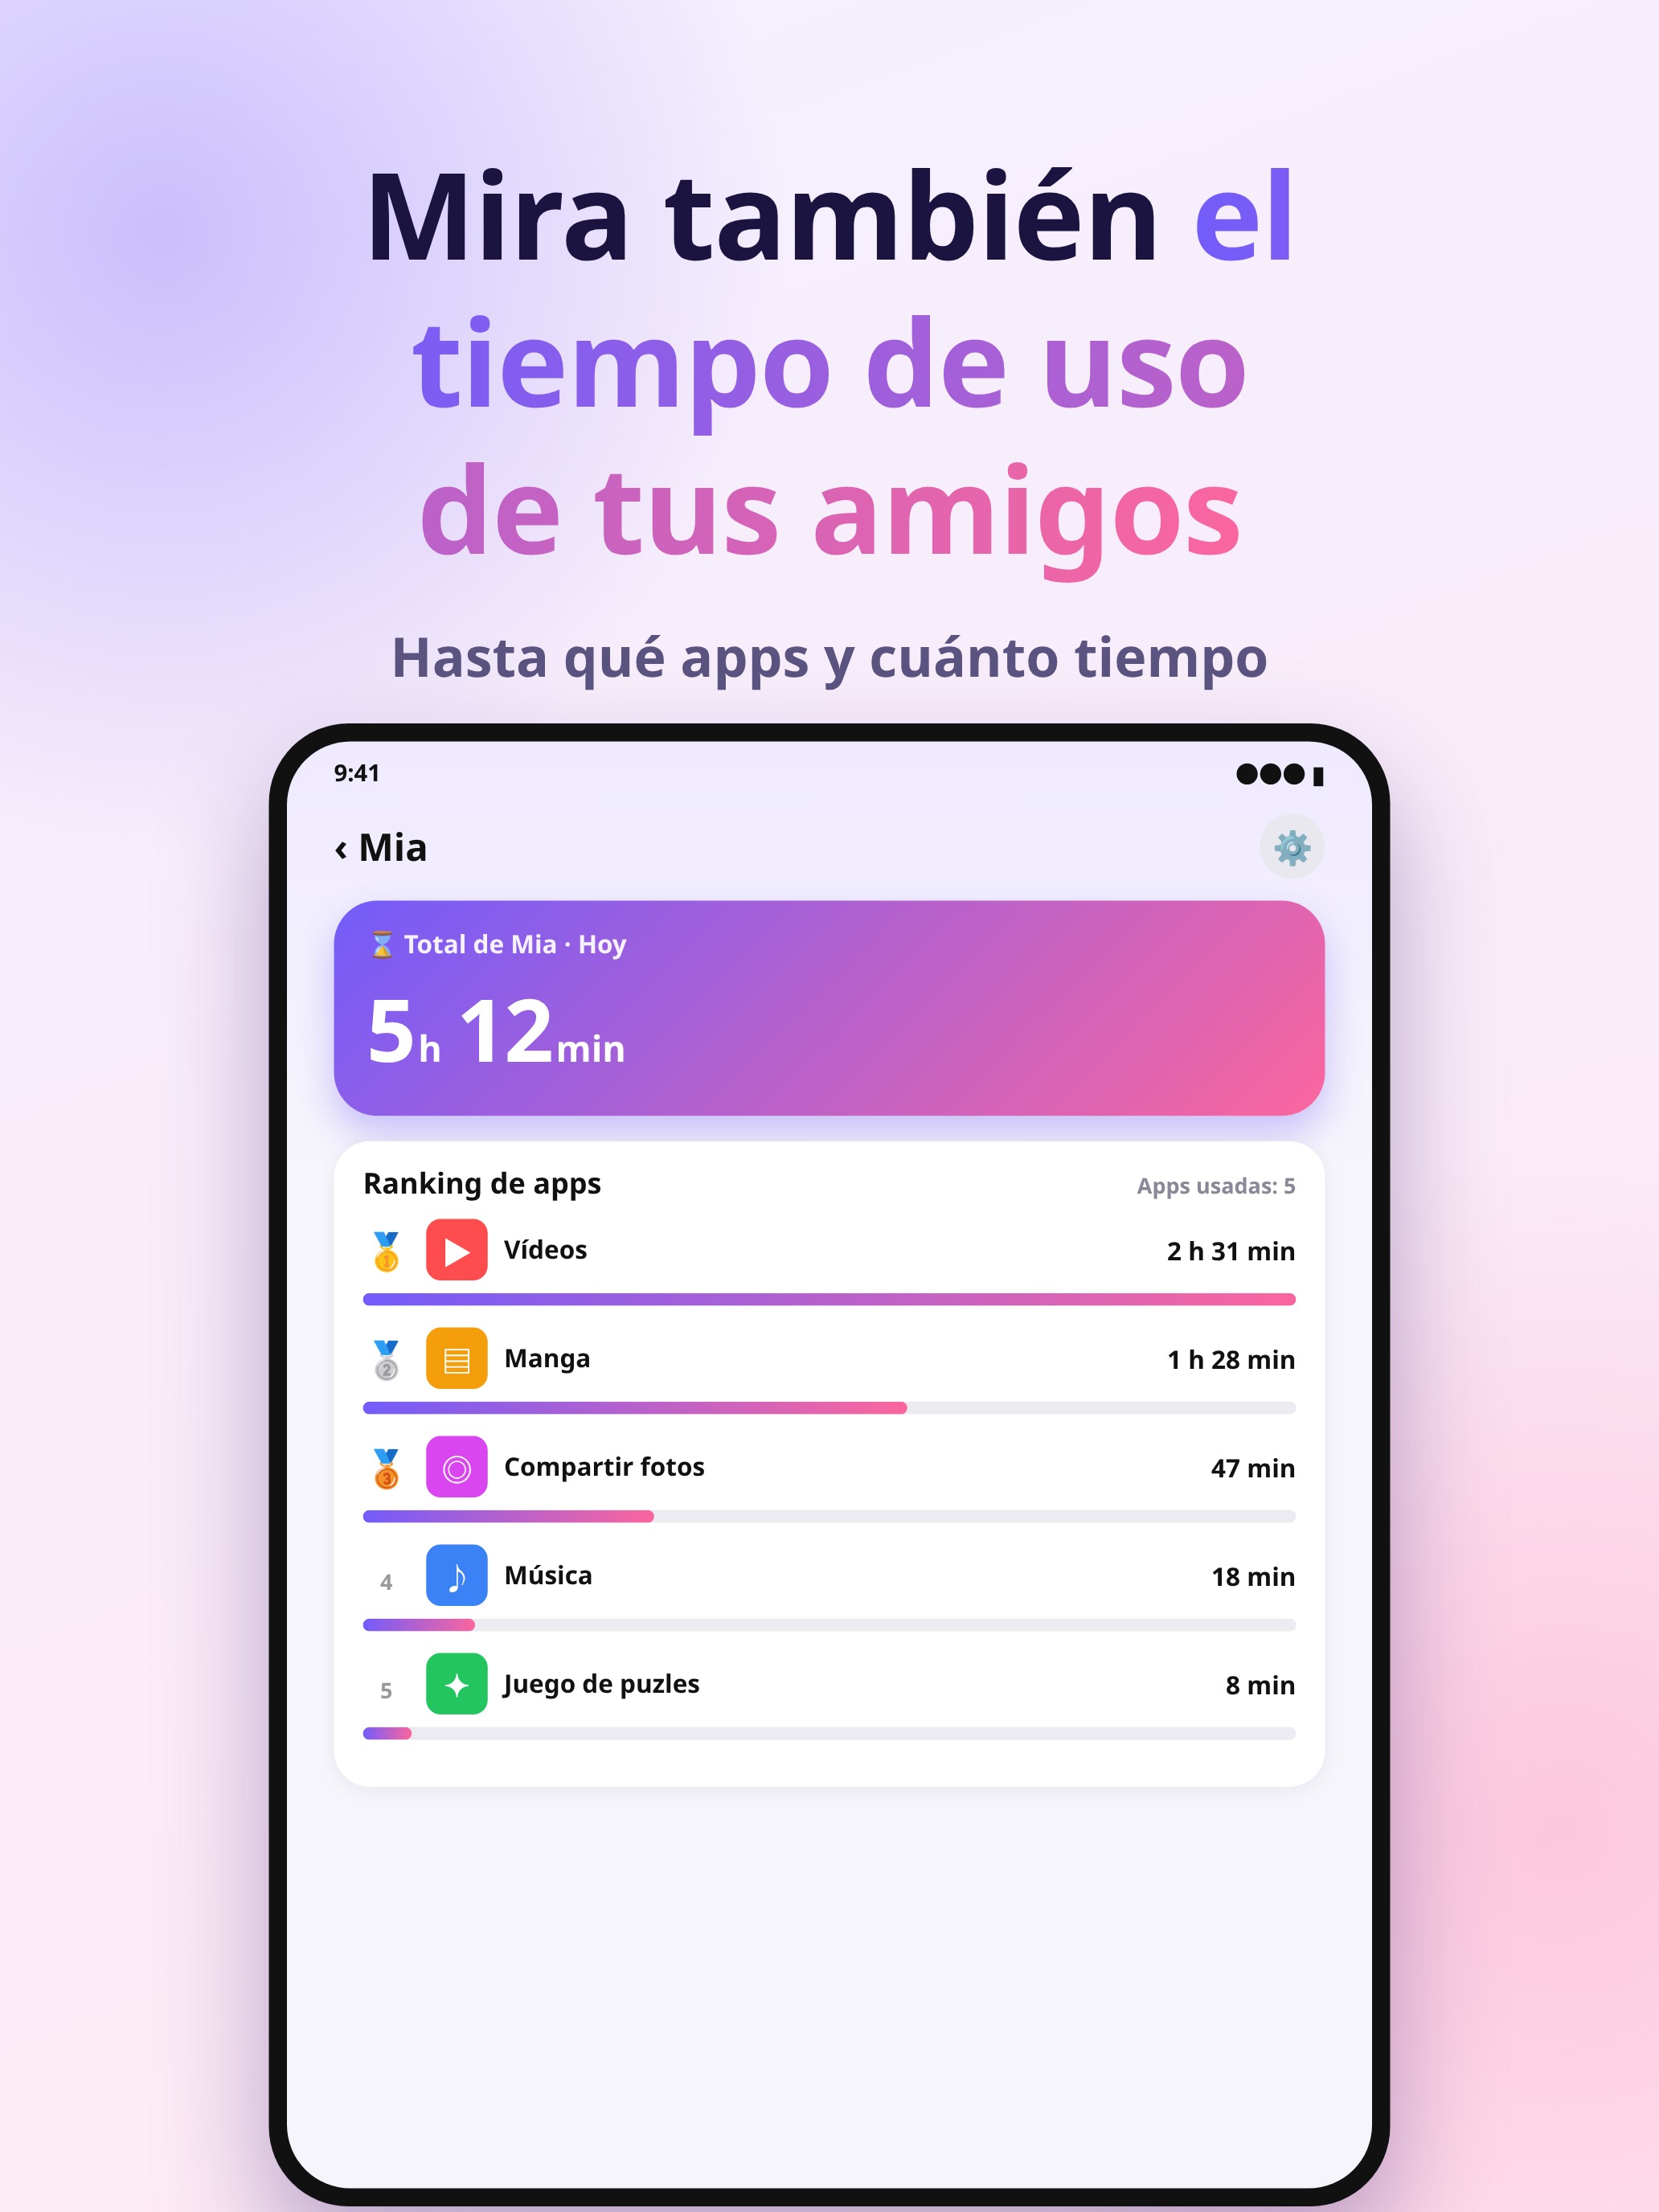 Mira también el
tiempo de uso
de tus amigos
Hasta qué apps y cuánto tiempo
9:41
‹ Mia
⌛ Total de Mia · Hoy
5h 12min
Ranking de apps
Apps usadas: 5
🥇 Vídeos 2 h 31 min
🥈 Manga 1 h 28 min
🥉 Compartir fotos 47 min
4 Música 18 min
5 Juego de puzles 8 min